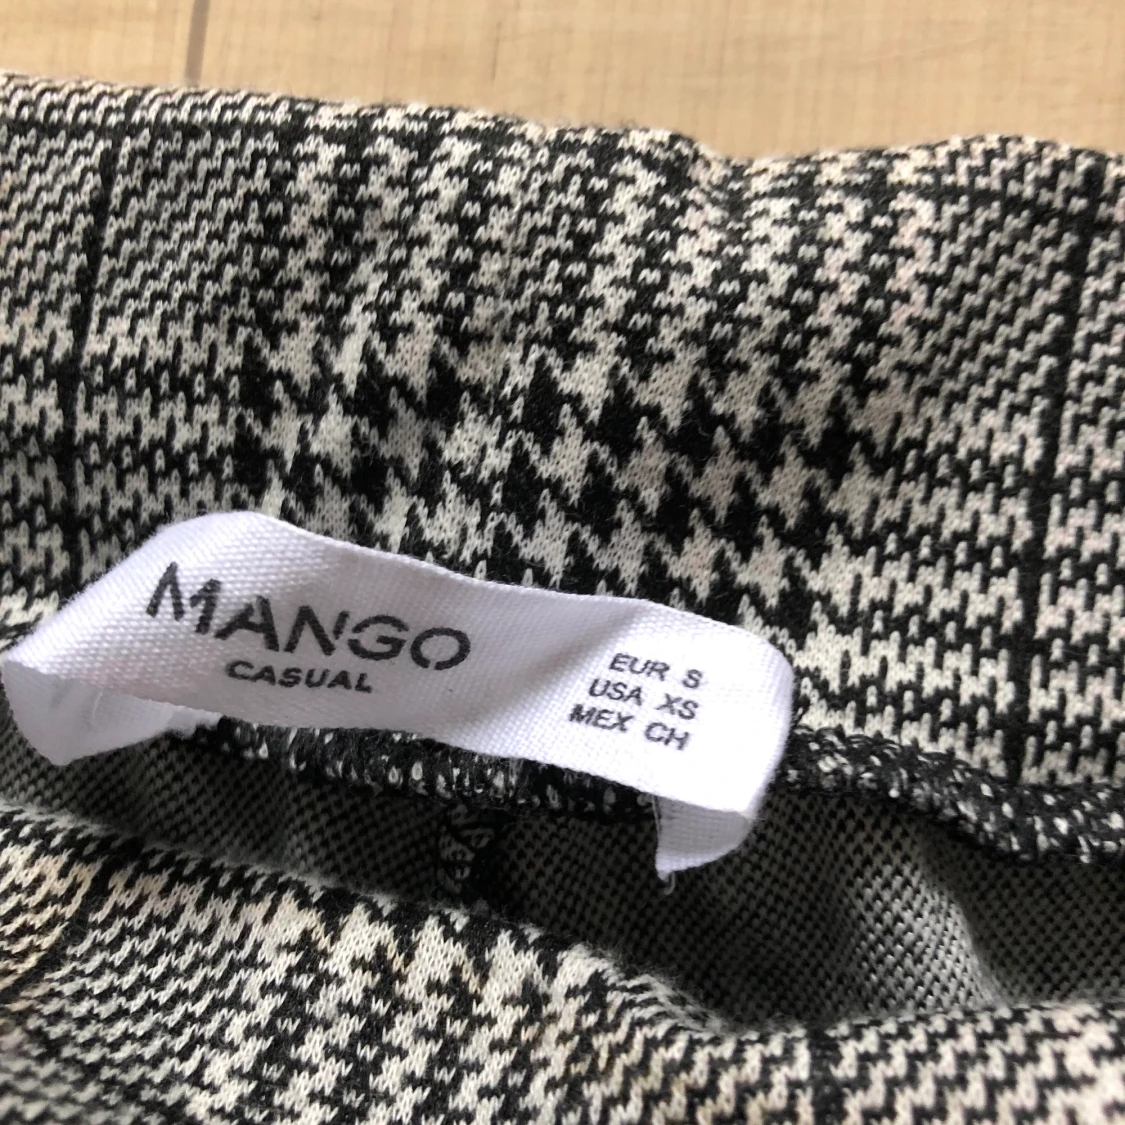 MANGO
CASUAL
EUR S
USA XS
MEX CH